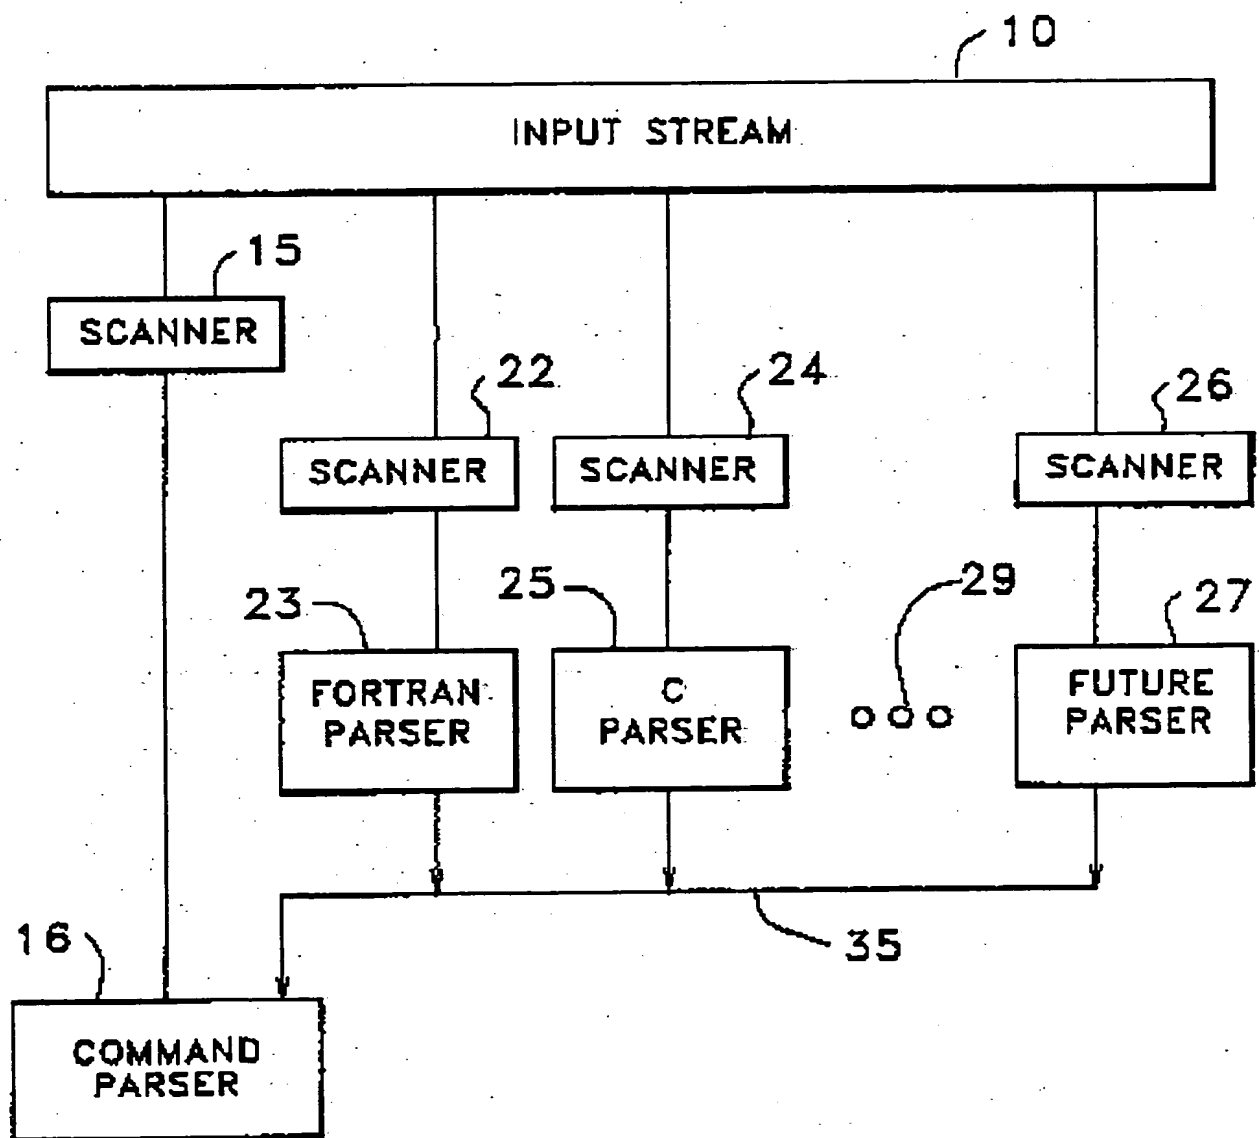 10
INPUT STREAM
15
SCANNER
22
24
26
SCANNER
SCANNER
SCANNER
23
25
29
27
FORTRAN
PARSER
C
PARSER
FUTURE
PARSER
35
16
COMMAND
PARSER